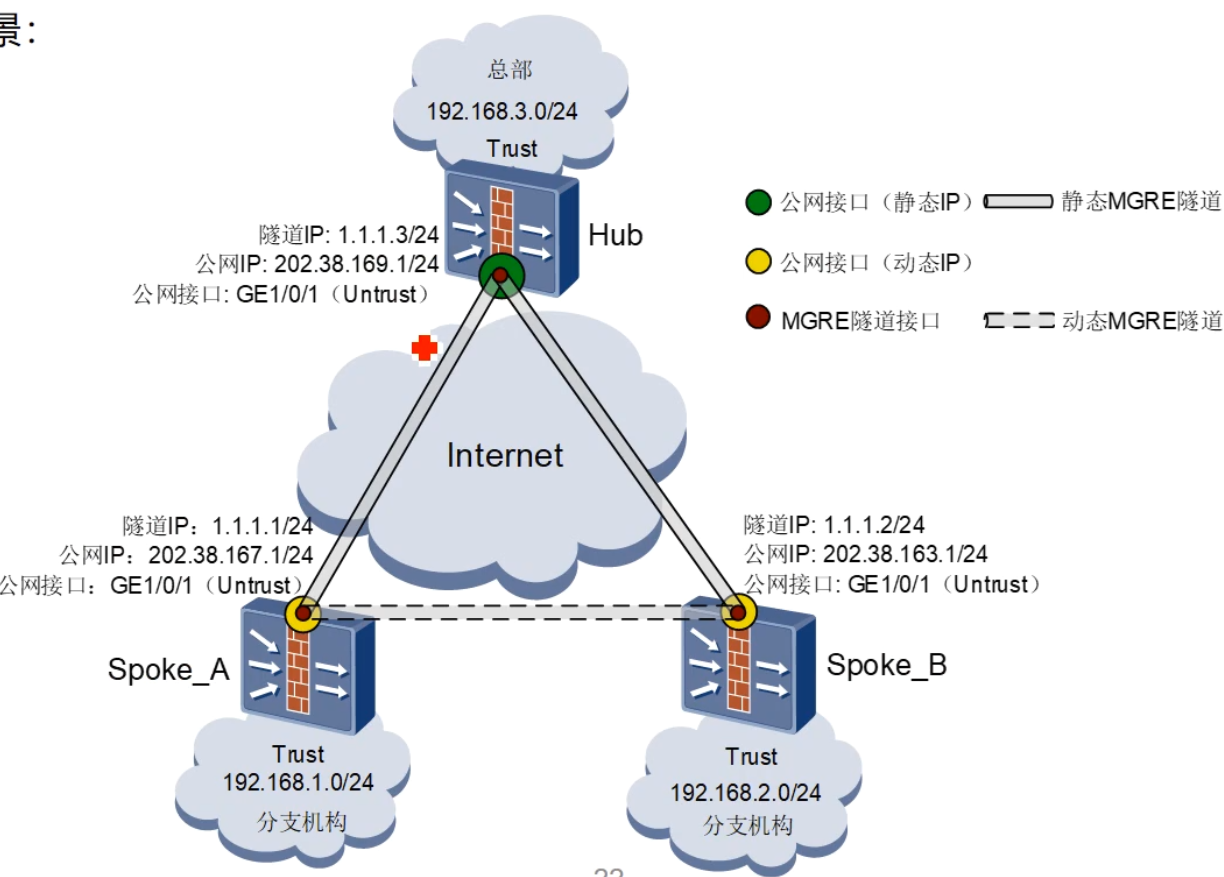 景：
总部
192.168.3.0/24
Trust
Hub
隧道IP: 1.1.1.3/24
公网IP: 202.38.169.1/24
公网接口: GE1/0/1（Untrust）
公网接口（静态IP）
静态MGRE隧道
公网接口（动态IP）
MGRE隧道接口
动态MGRE隧道
Internet
隧道IP：1.1.1.1/24
公网IP：202.38.167.1/24
公网接口：GE1/0/1（Untrust）
隧道IP: 1.1.1.2/24
公网IP: 202.38.163.1/24
公网接口: GE1/0/1（Untrust）
Spoke_A
Spoke_B
Trust
192.168.1.0/24
分支机构
Trust
192.168.2.0/24
分支机构